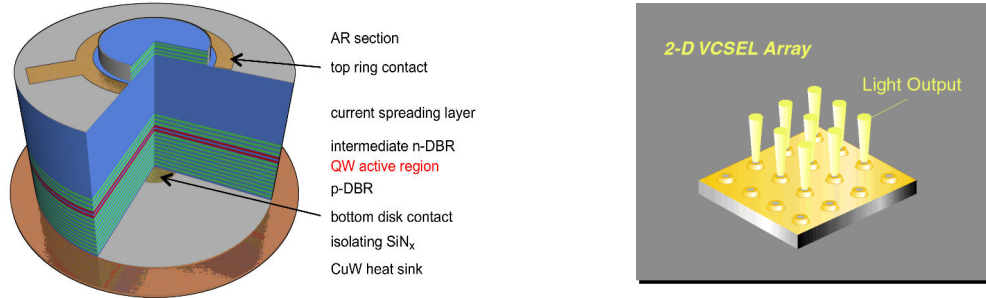 AR section
top ring contact
current spreading layer
intermediate n-DBR
QW active region
p-DBR
bottom disk contact
isolating SiNx
CuW heat sink
2-D VCSEL Array
Light Output